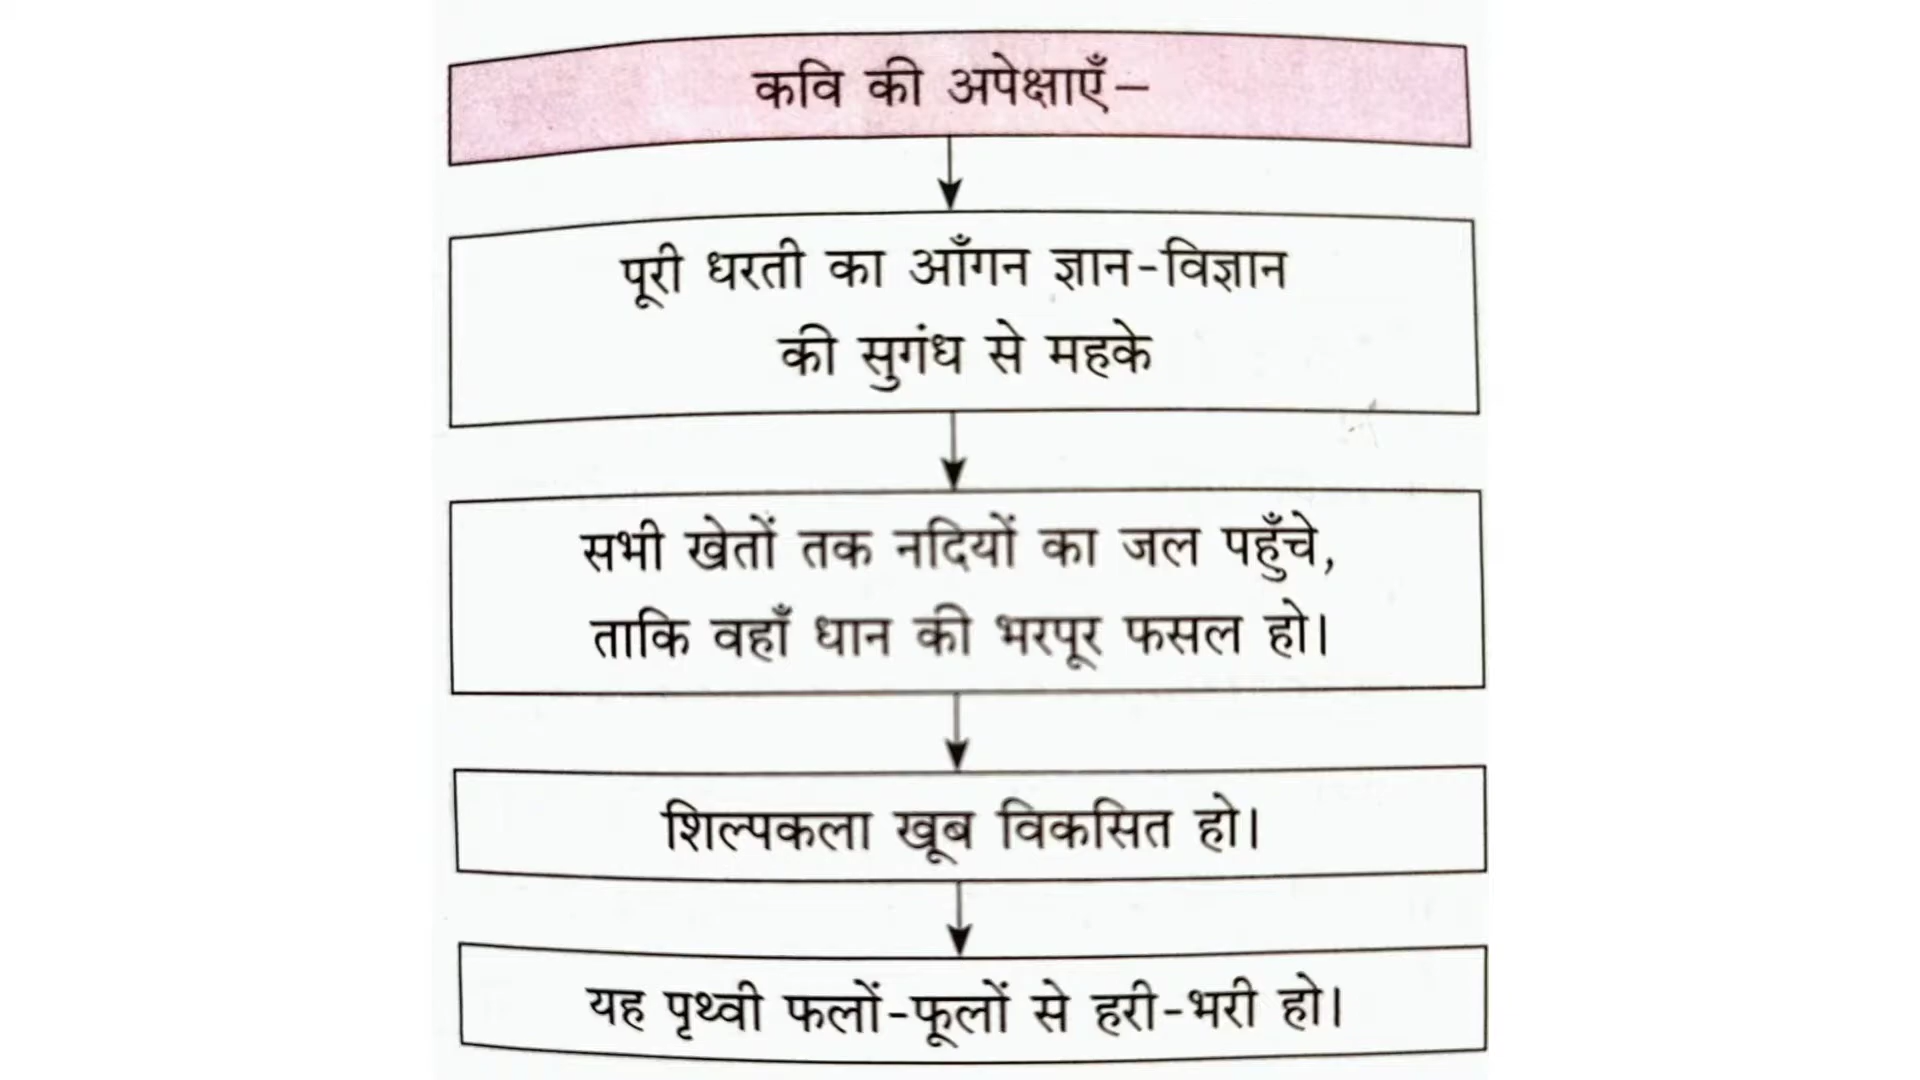 कवि की अपेक्षाएँ–
पूरी धरती का आँगन ज्ञान-विज्ञान
की सुगंध से महके
सभी खेतों तक नदियों का जल पहुँचे,
ताकि वहाँ धान की भरपूर फसल हो।
शिल्पकला खूब विकसित हो।
यह पृथ्वी फलों-फूलों से हरी-भरी हो।